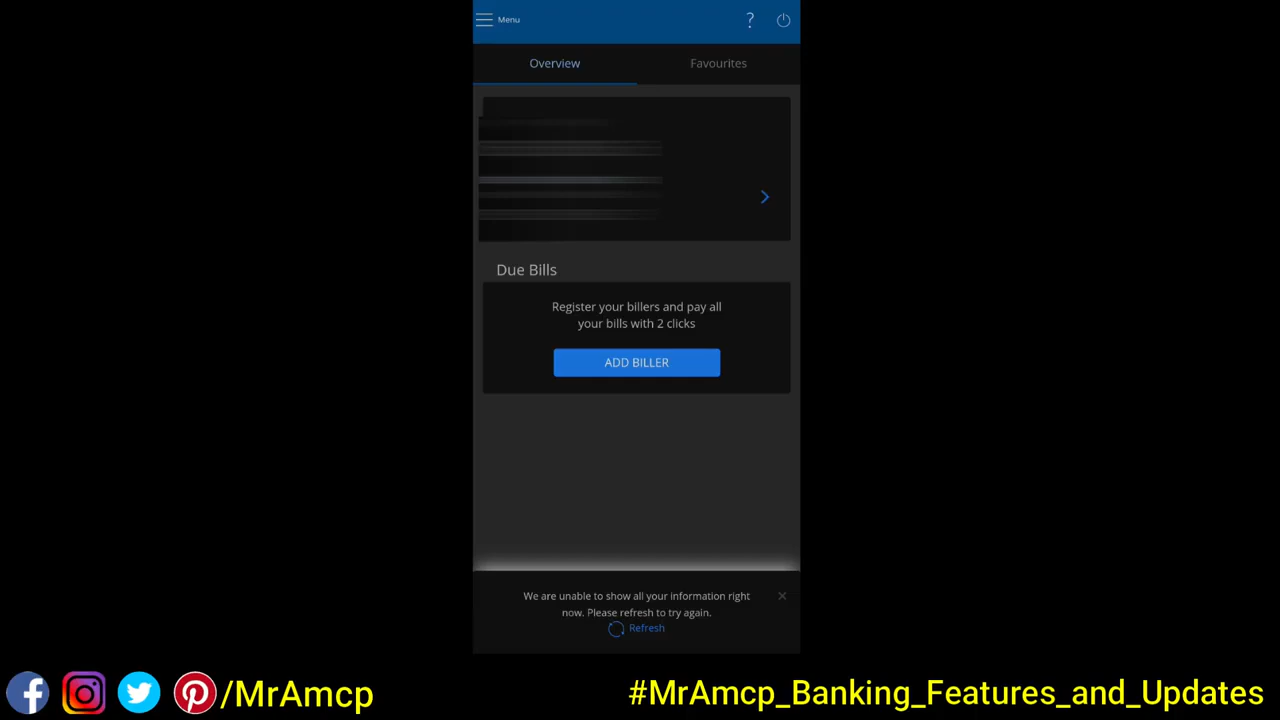 Menu
?
Overview Favourites
Due Bills
Register your billers and pay all
your bills with 2 clicks
ADD BILLER
We are unable to show all your information right
now. Please refresh to try again.
Refresh
/MrAmcp #MrAmcp_Banking_Features_and_Updates